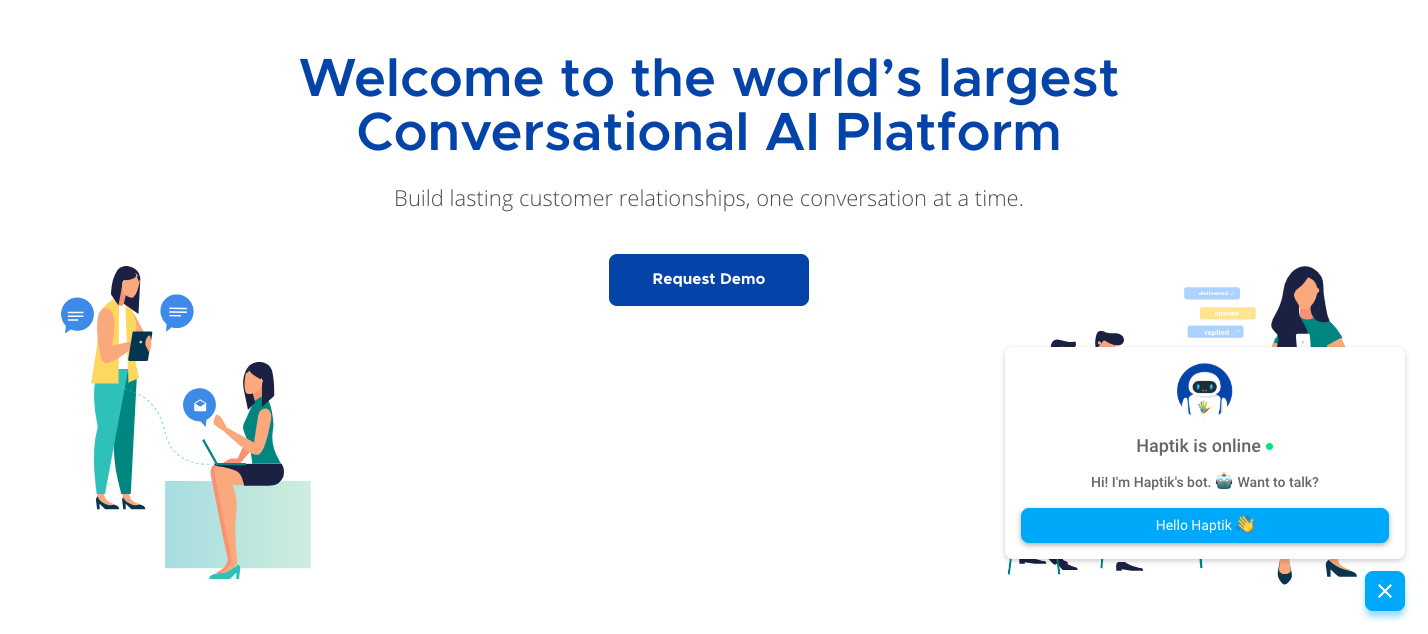 Welcome to the world’s largest
Conversational AI Platform
Build lasting customer relationships, one conversation at a time.
Request Demo
delivered
opened
replied
Haptik is online
Hi! I'm Haptik's bot. 🤖 Want to talk?
Hello Haptik 👋